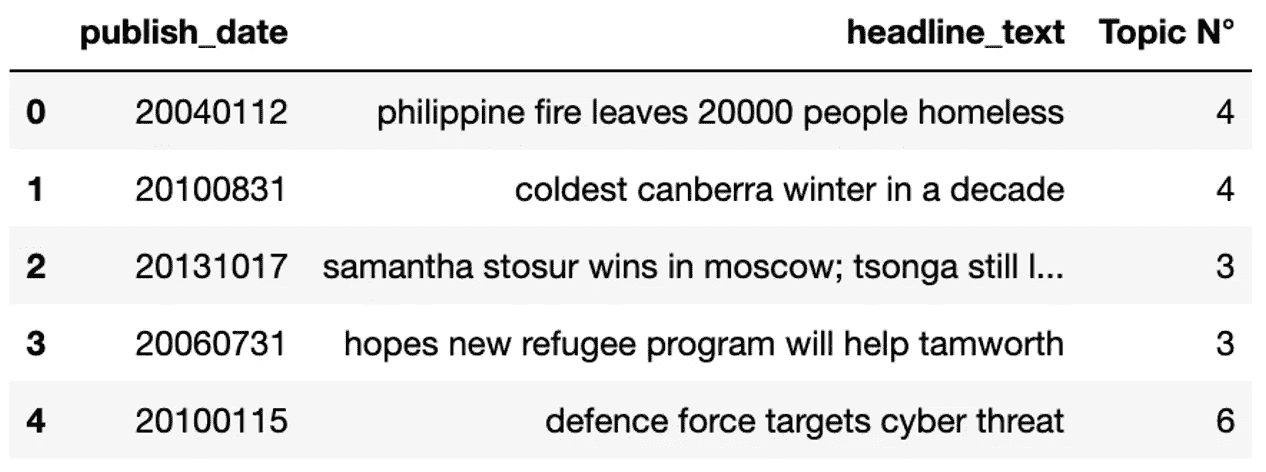 publish_date headline_text Topic N°
0 20040112 philippine fire leaves 20000 people homeless 4
1 20100831 coldest canberra winter in a decade 4
2 20131017 samantha stosur wins in moscow; tsonga still l... 3
3 20060731 hopes new refugee program will help tamworth 3
4 20100115 defence force targets cyber threat 6